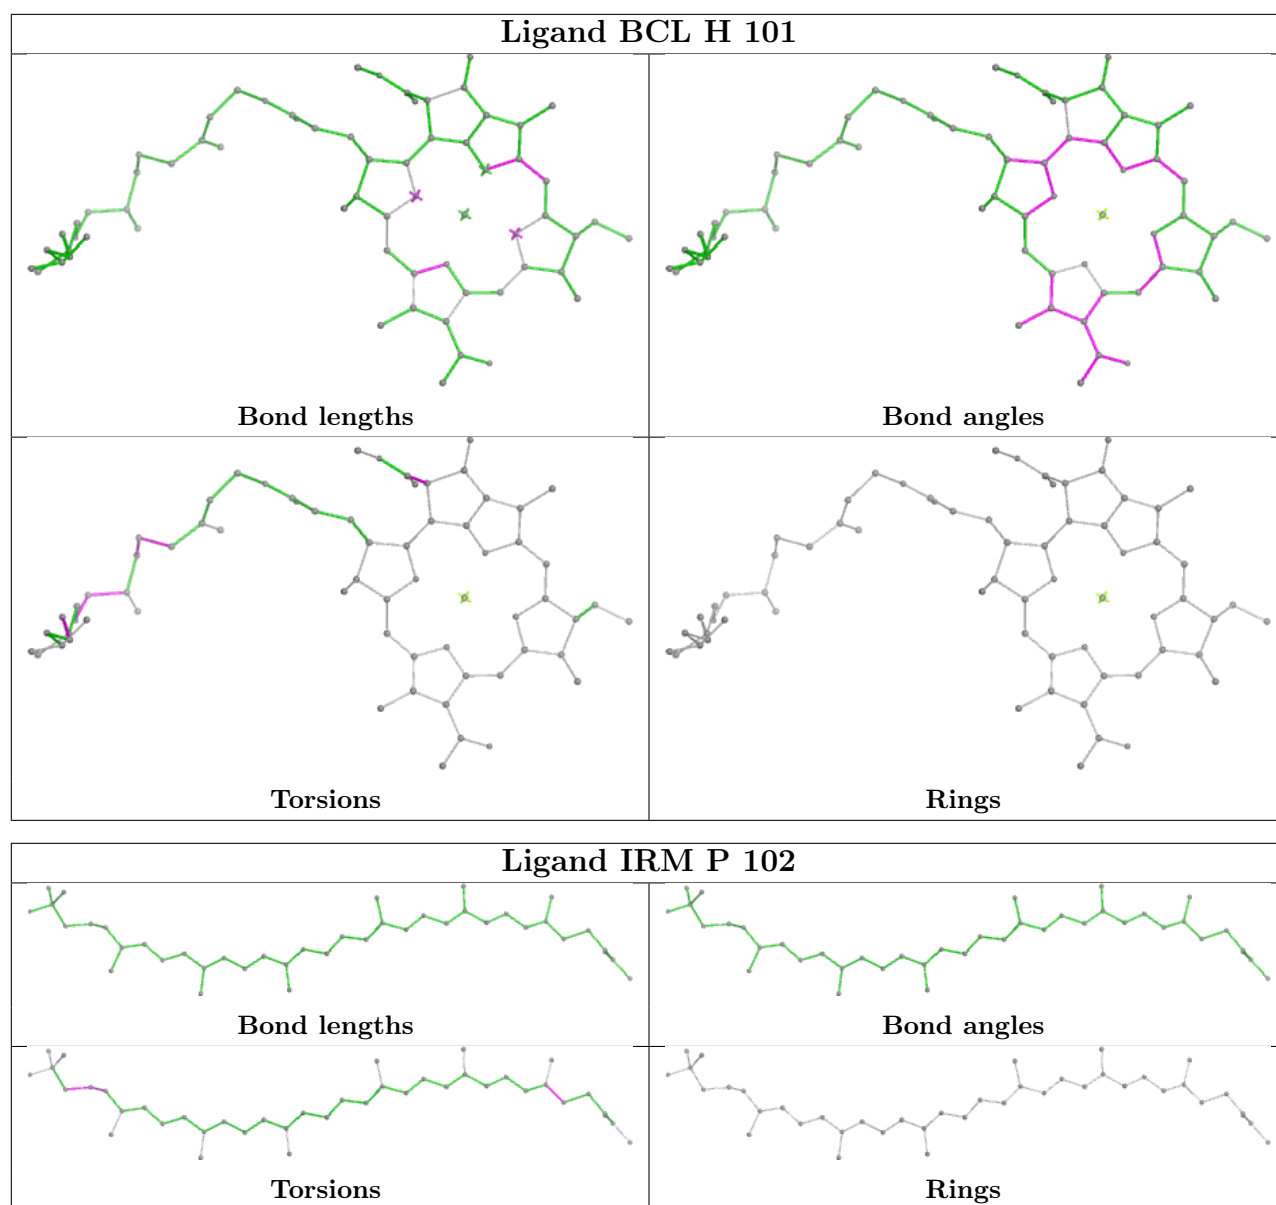 Ligand BCL H 101
Bond lengths
Bond angles
Torsions
Rings
Ligand IRM P 102
Bond lengths
Bond angles
Torsions
Rings